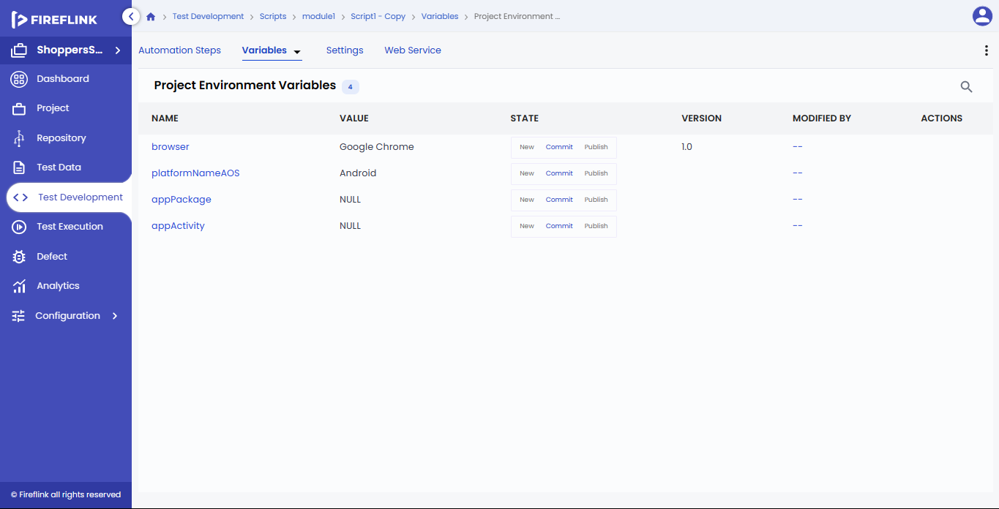 FIREFLINK
Test Development Scripts module1 Script1 - Copy Variables Project Environment ...
ShoppersS...
Automation Steps Variables Settings Web Service
Dashboard
Project
Repository
Test Data
Test Development
Test Execution
Defect
Analytics
Configuration
Project Environment Variables 4
NAME VALUE STATE VERSION MODIFIED BY ACTIONS
browser Google Chrome New Commit Publish 1.0 --
platformNameAOS Android New Commit Publish --
appPackage NULL New Commit Publish --
appActivity NULL New Commit Publish --
© Fireflink all rights reserved